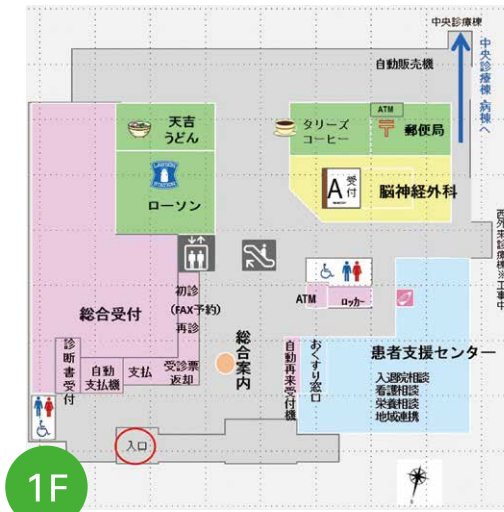 中央診療棟
中央診療棟・病棟へ
自動販売機
天吉
うどん
タリーズ
コーヒー
ATM
郵便局
LAWSON
STATION
ローソン
A
受付
脳神経外科
西外来診療棟※工事中
ATM
ロッカー
初診
(FAX予約)
再診
総合受付
総合案内
診断書受付
自動
支払機
支払
受診票
返却
自動再来受付機
おくすり窓口
患者支援センター
入退院相談
看護相談
栄養相談
地域連携
入口
1F